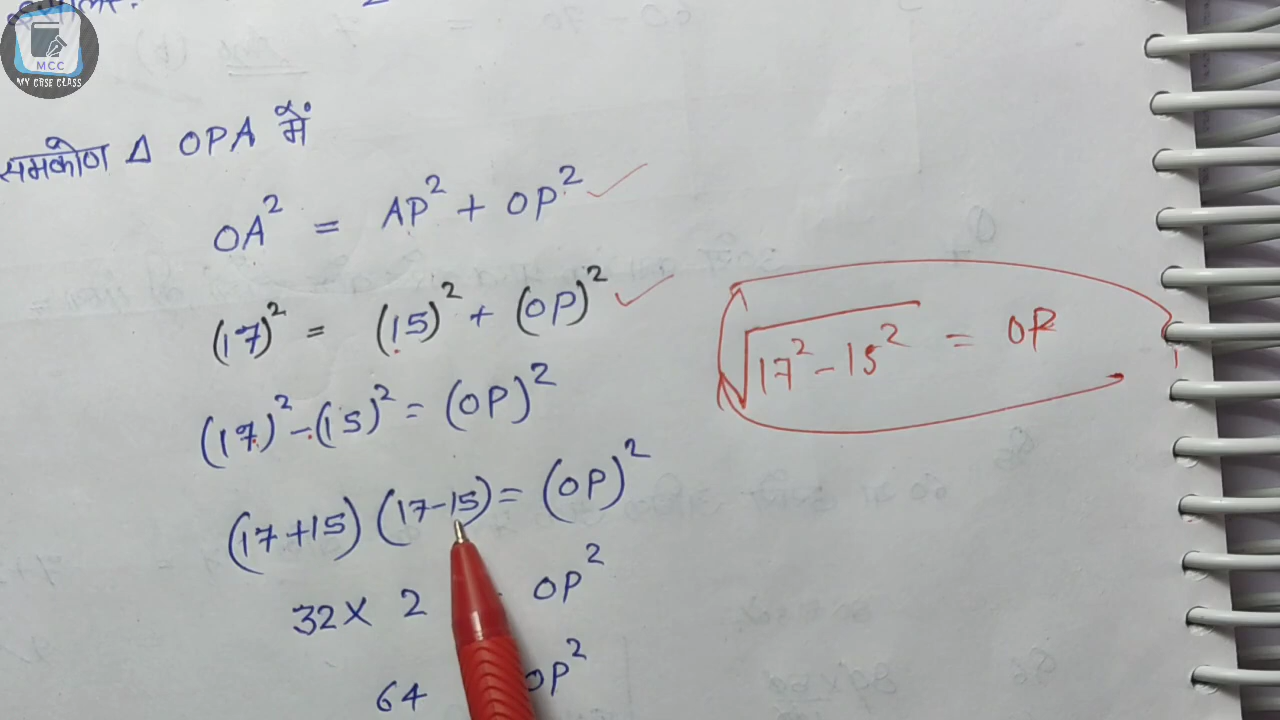 MCC
MY CBSE CLASS
समकोण Δ OPA में
OA² = AP² + OP²
(17)² = (15)² + (OP)²
(17)² - (15)² = (OP)²
(17+15) (17-15) = (OP)²
32 x 2 OP²
64 OP²
√17² - 15² = OP